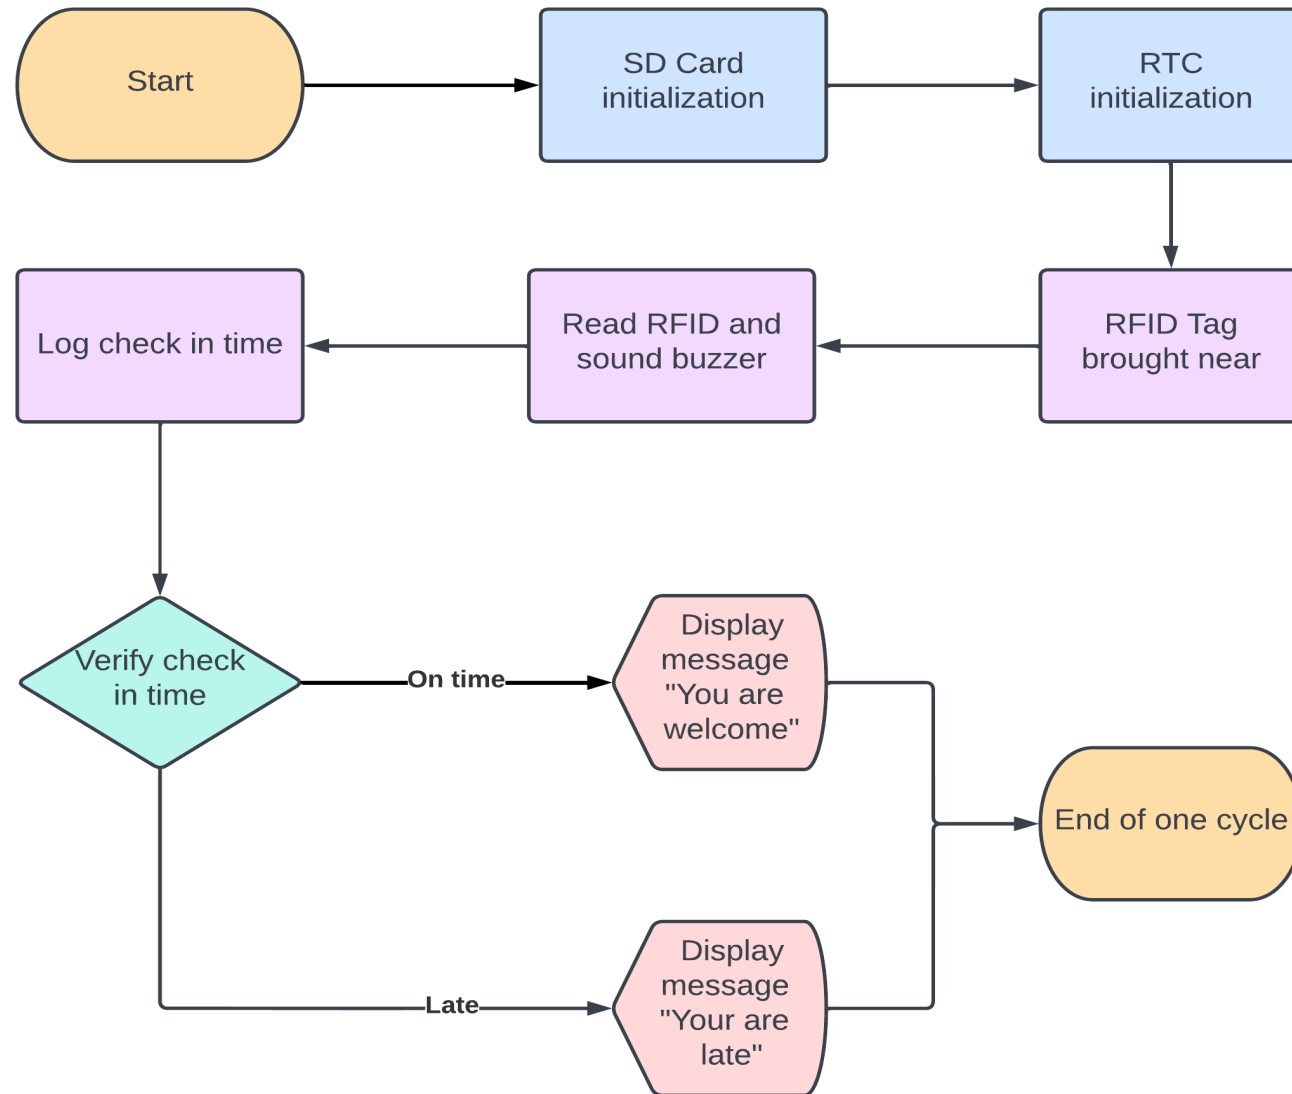 Start
SD Card
initialization
RTC
initialization
RFID Tag
brought near
Read RFID and
sound buzzer
Log check in time
Verify check
in time
On time
Display
message
"You are
welcome"
Late
Display
message
"Your are
late"
End of one cycle